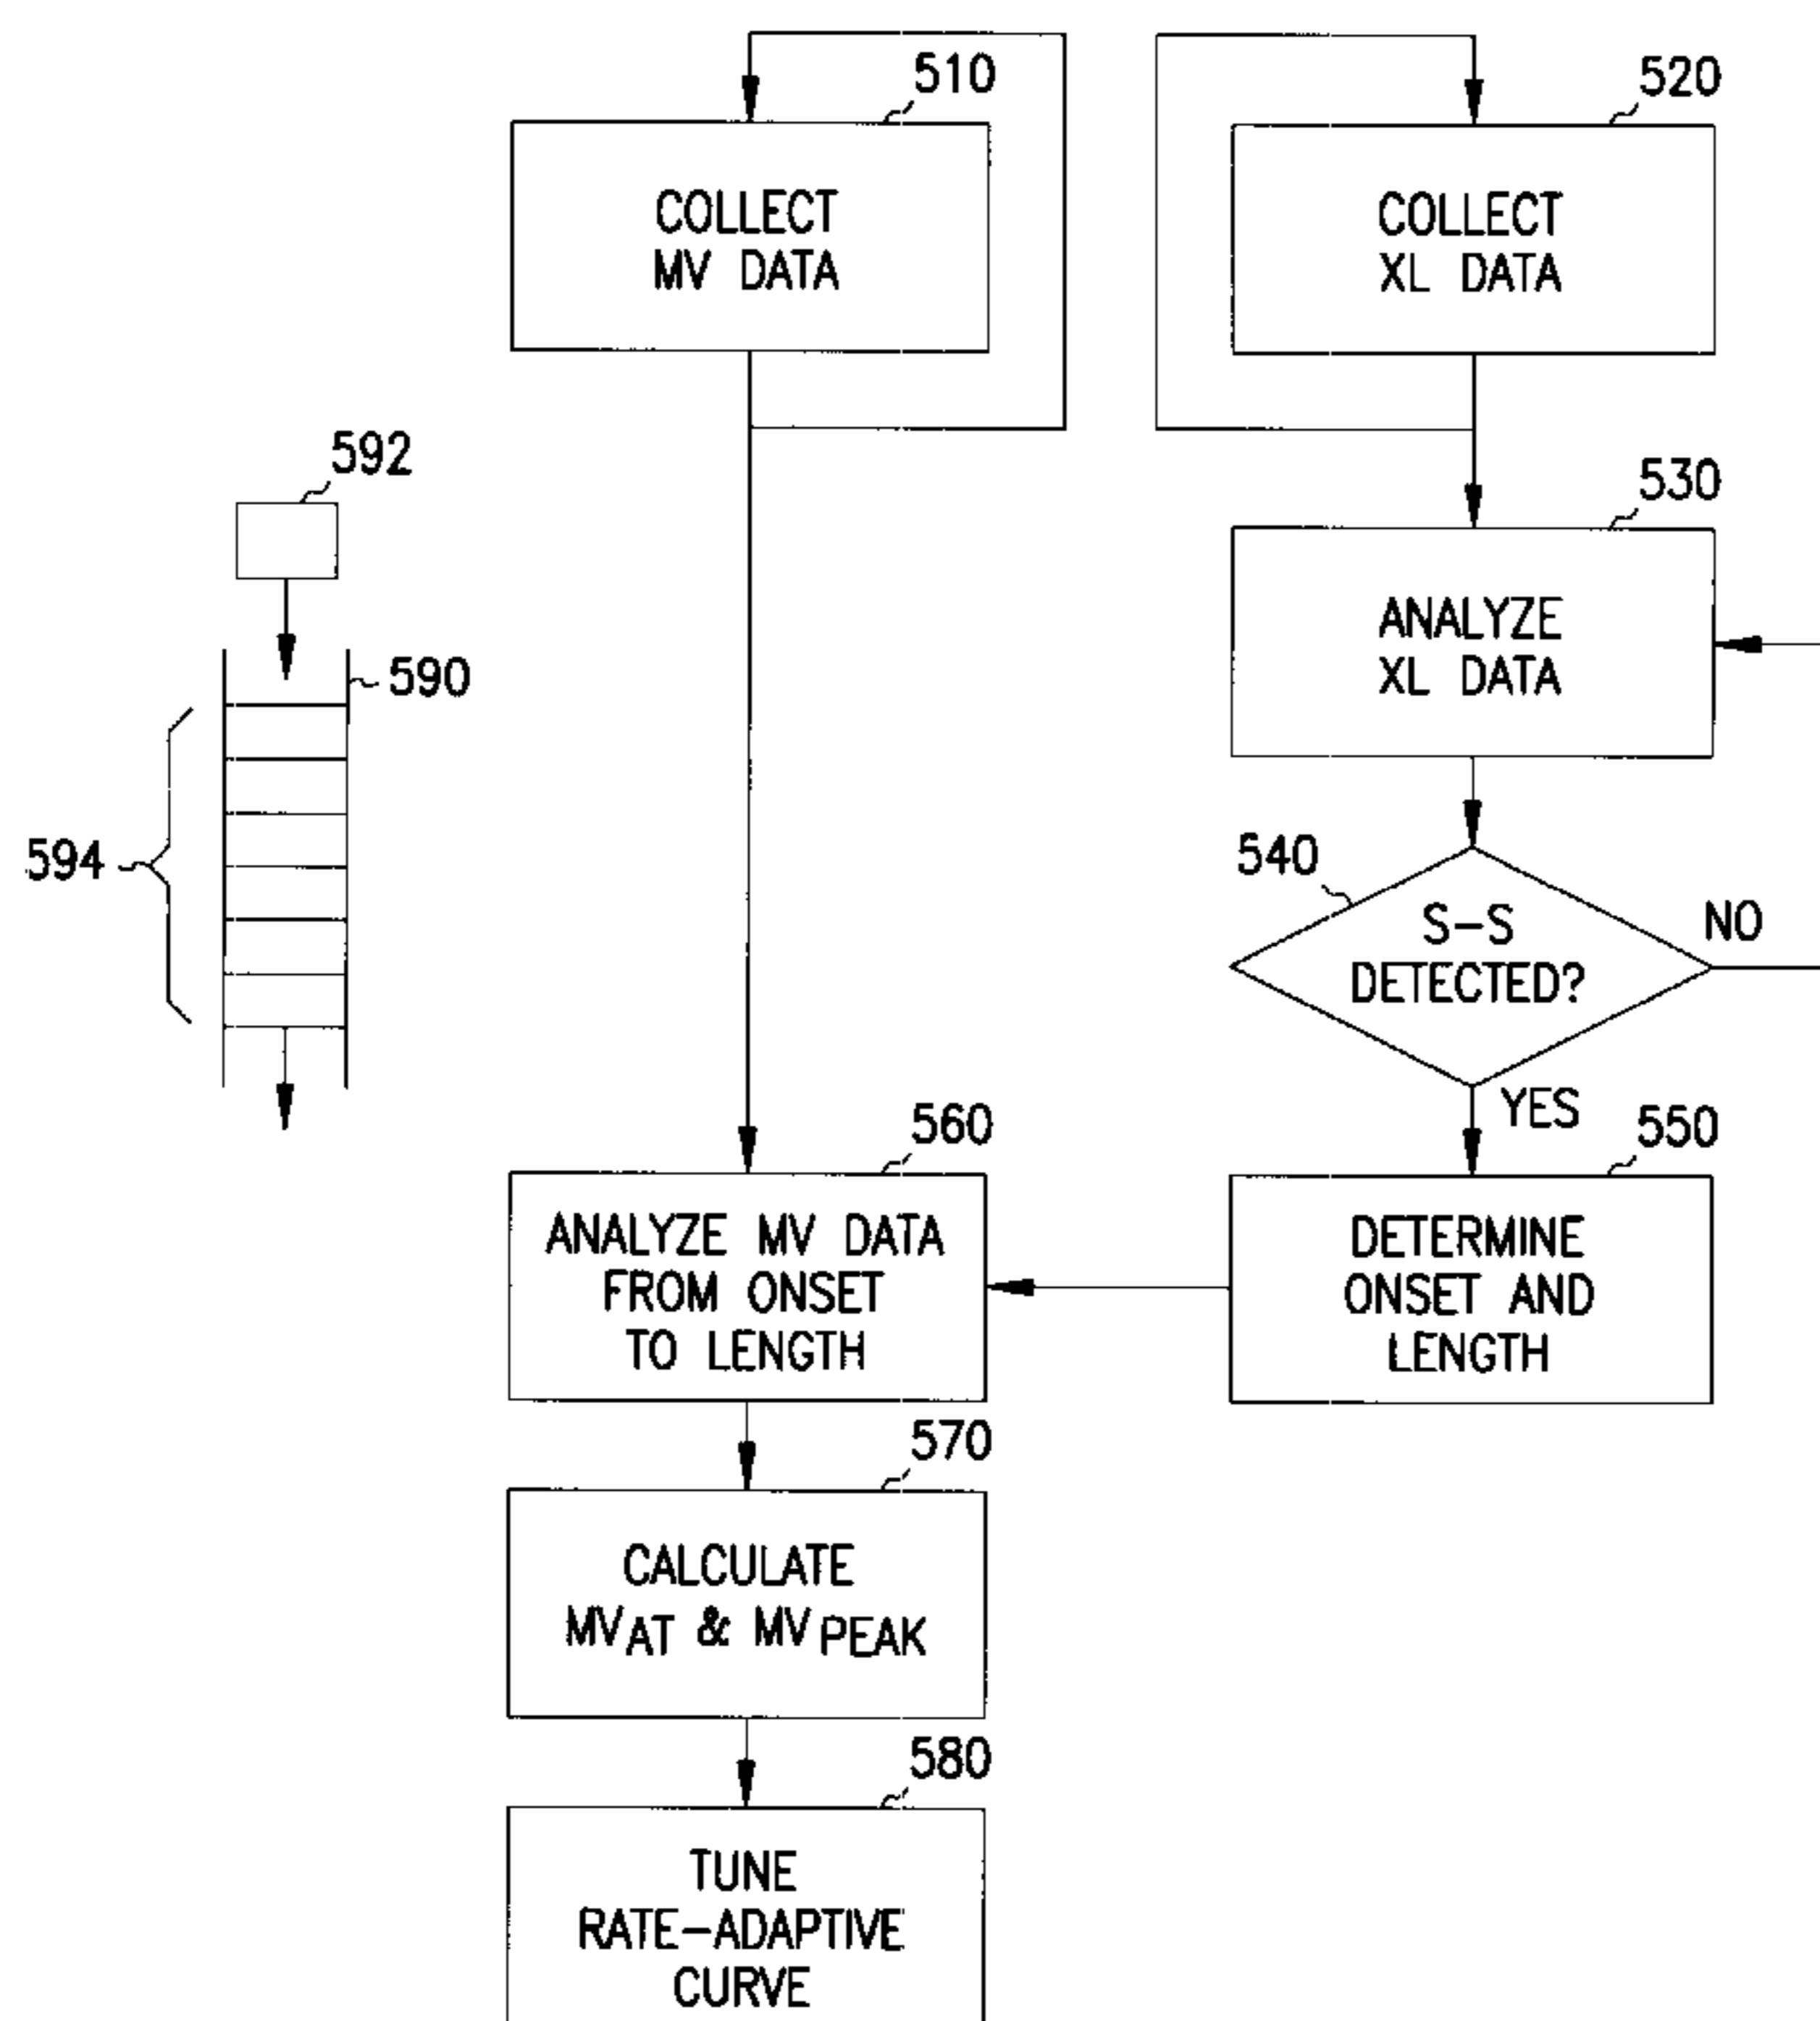 510
COLLECT
MV DATA
520
COLLECT
XL DATA
592
590
594
530
ANALYZE
XL DATA
540
S-S
DETECTED?
NO
YES
550
DETERMINE
ONSET AND
LENGTH
560
ANALYZE MV DATA
FROM ONSET
TO LENGTH
570
CALCULATE
MVAT & MVPEAK
580
TUNE
RATE-ADAPTIVE
CURVE